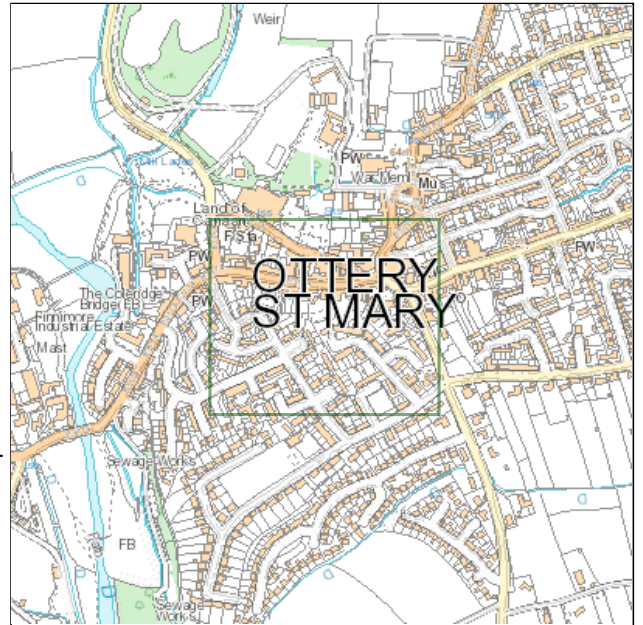 Weir
PW
War Mem
Mus
Land of
PW
PW
OTTERY
ST MARY
The Coleridge
Bridge (FB)
PW
Finnimore
Industrial Estate
Mast
Sewage Works
FB
Sewage
Works